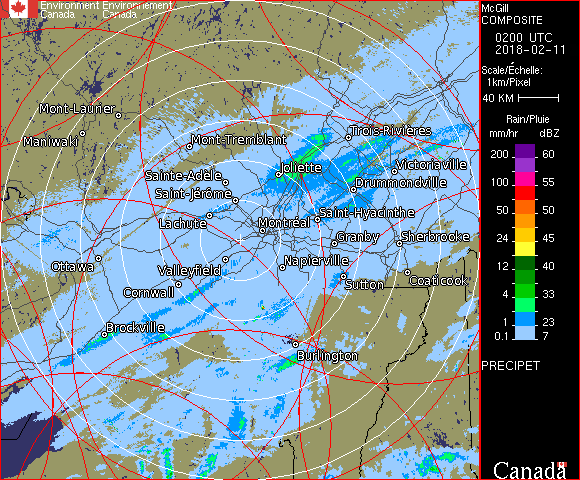 Environment Environnement
Canada Canada
McGill
COMPOSITE
0200 UTC
2018-02-11
Scale/Échelle:
1km/Pixel
40 KM
Rain/Pluie
mm/hr dBZ
200 60
100 55
50 50
24 45
12 40
4 33
1 23
0.1 7
PRECIPET
Canada
Mont-Laurier
Maniwaki
Mont-Tremblant
Trois-Rivières
Sainte-Adèle
Joliette
Victoriaville
Saint-Jérôme
Drummondville
Lachute
Montréal
Saint-Hyacinthe
Granby
Sherbrooke
Ottawa
Valleyfield
Napierville
Cornwall
Sutton
Coaticook
Brockville
Burlington